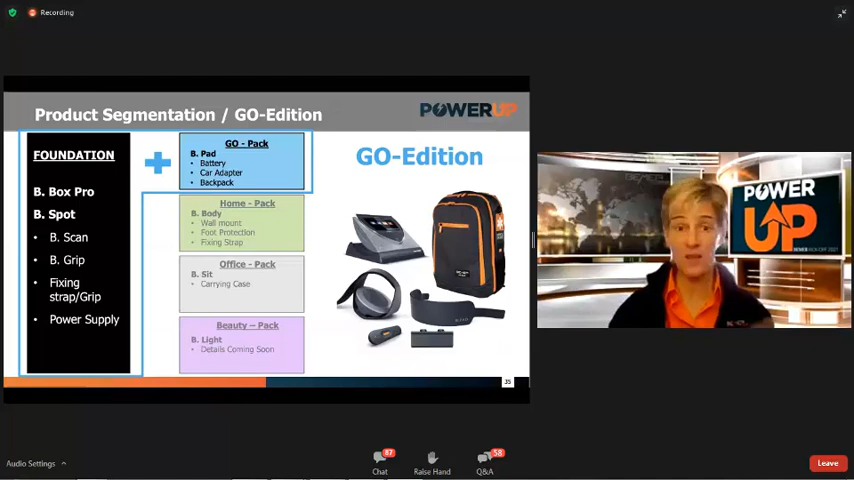 Recording
Product Segmentation / GO-Edition
POWERUP
FOUNDATION
B. Box Pro
B. Spot
• B. Scan
• B. Grip
• Fixing
strap/Grip
• Power Supply
GO - Pack
B. Pad
• Battery
• Car Adapter
• Backpack
Home - Pack
B. Body
• Wall mount
• Foot Protection
• Fixing Strap
Office - Pack
B. Sit
• Carrying Case
Beauty – Pack
B. Light
• Details Coming Soon
GO-Edition
35
POWER
UP
Audio Settings
87
Chat
Raise Hand
58
Q&A
Leave